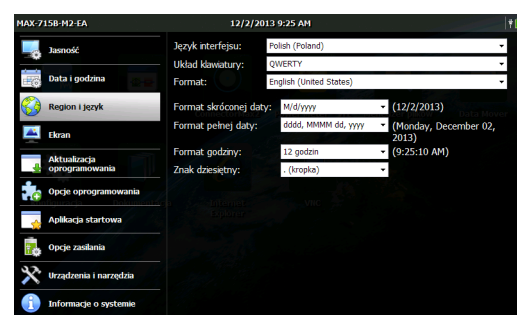 MAX-715B-M2-EA
12/2/2013 9:25 AM
Jasność
Data i godzina
Region i język
Ekran
Aktualizacja
oprogramowania
Opcje oprogramowania
Aplikacja startowa
Opcje zasilania
Urządzenia i narzędzia
Informacje o systemie
Język interfejsu: Polish (Poland)
Układ klawiatury: QWERTY
Format: English (United States)
Format skróconej daty: M/d/yyyy (12/2/2013)
Format pełnej daty: dddd, MMMM dd, yyyy (Monday, December 02,
2013)
Format godziny: 12 godzin (9:25:10 AM)
Znak dziesiętny: . (kropka)